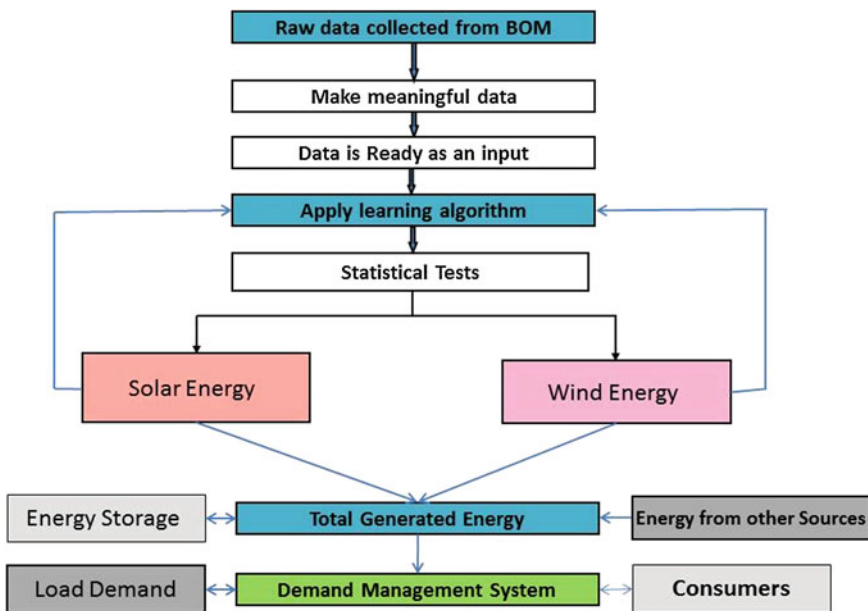 Raw data collected from BOM
Make meaningful data
Data is Ready as an input
Apply learning algorithm
Statistical Tests
Solar Energy
Wind Energy
Energy Storage
Total Generated Energy
Energy from other Sources
Load Demand
Demand Management System
Consumers